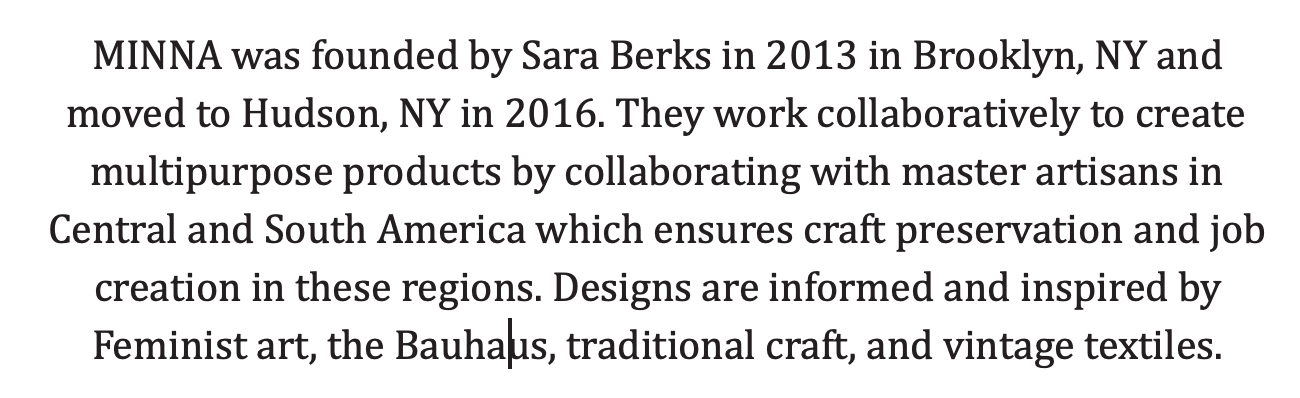 MINNA was founded by Sara Berks in 2013 in Brooklyn, NY and
moved to Hudson, NY in 2016. They work collaboratively to create
multipurpose products by collaborating with master artisans in
Central and South America which ensures craft preservation and job
creation in these regions. Designs are informed and inspired by
Feminist art, the Bauhaus, traditional craft, and vintage textiles.